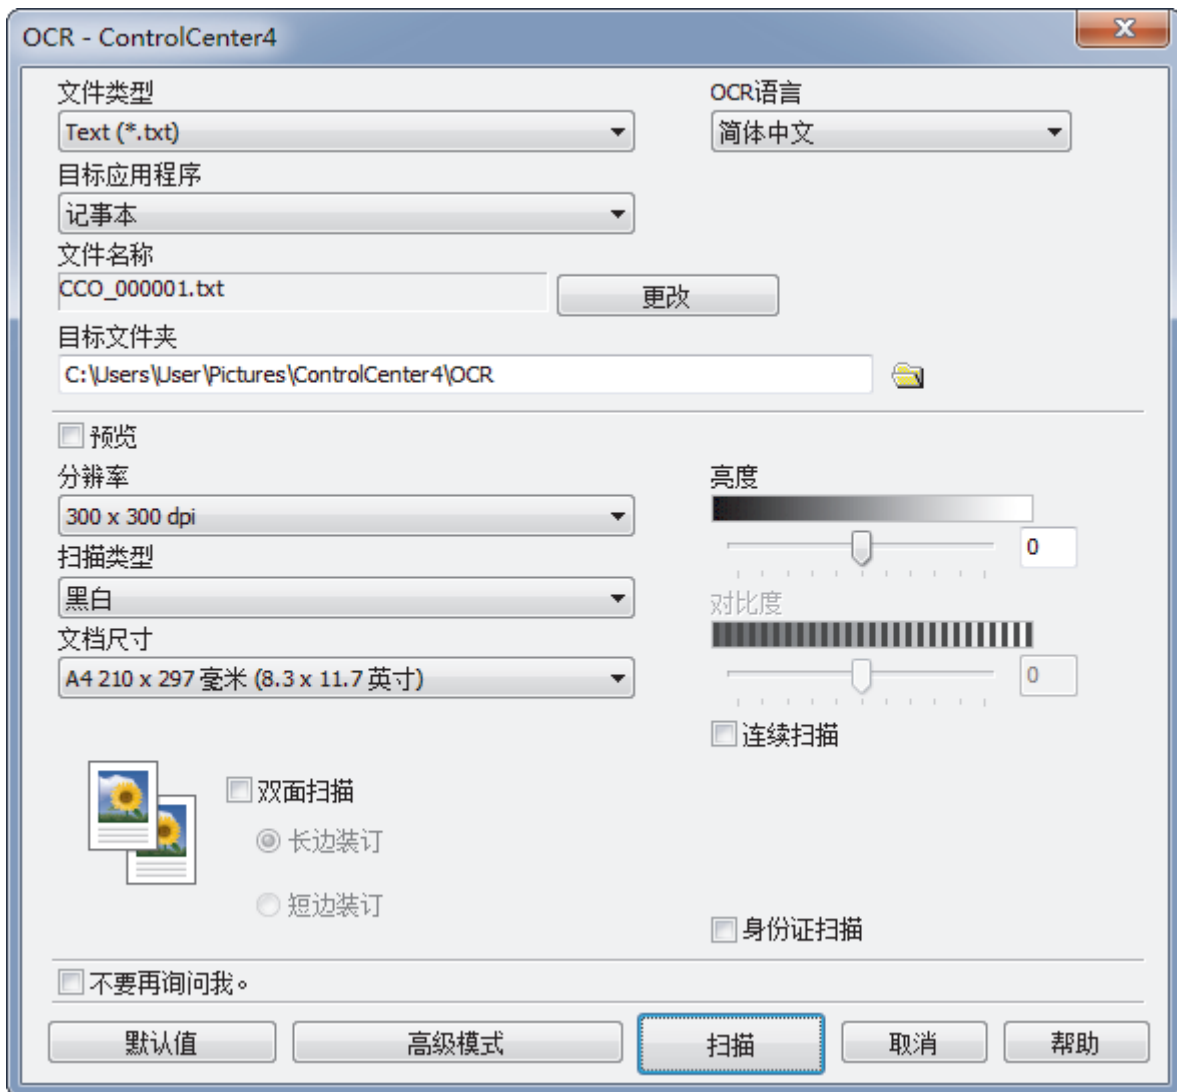 OCR - ControlCenter4
文件类型
OCR语言
Text (*.txt)
简体中文
目标应用程序
记事本
文件名称
CCO_000001.txt
更改
目标文件夹
C:\Users\User\Pictures\ControlCenter4\OCR
预览
分辨率
亮度
300 x 300 dpi
0
扫描类型
对比度
黑白
文档尺寸
A4 210 x 297 毫米 (8.3 x 11.7 英寸)
0
连续扫描
双面扫描
长边装订
短边装订
身份证扫描
不要再询问我。
默认值
高级模式
扫描
取消
帮助